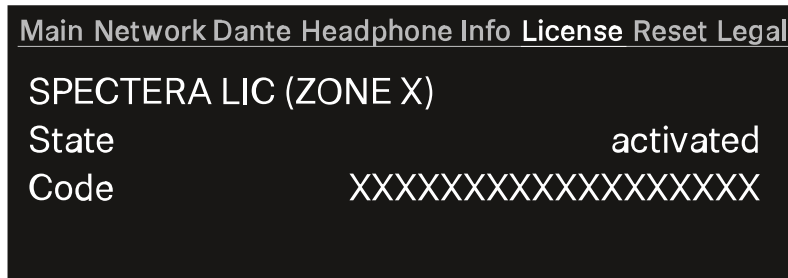 Main Network Dante Headphone Info License Reset Legal
SPECTERA LIC (ZONE X)
State activated
Code XXXXXXXXXXXXXXXXXX